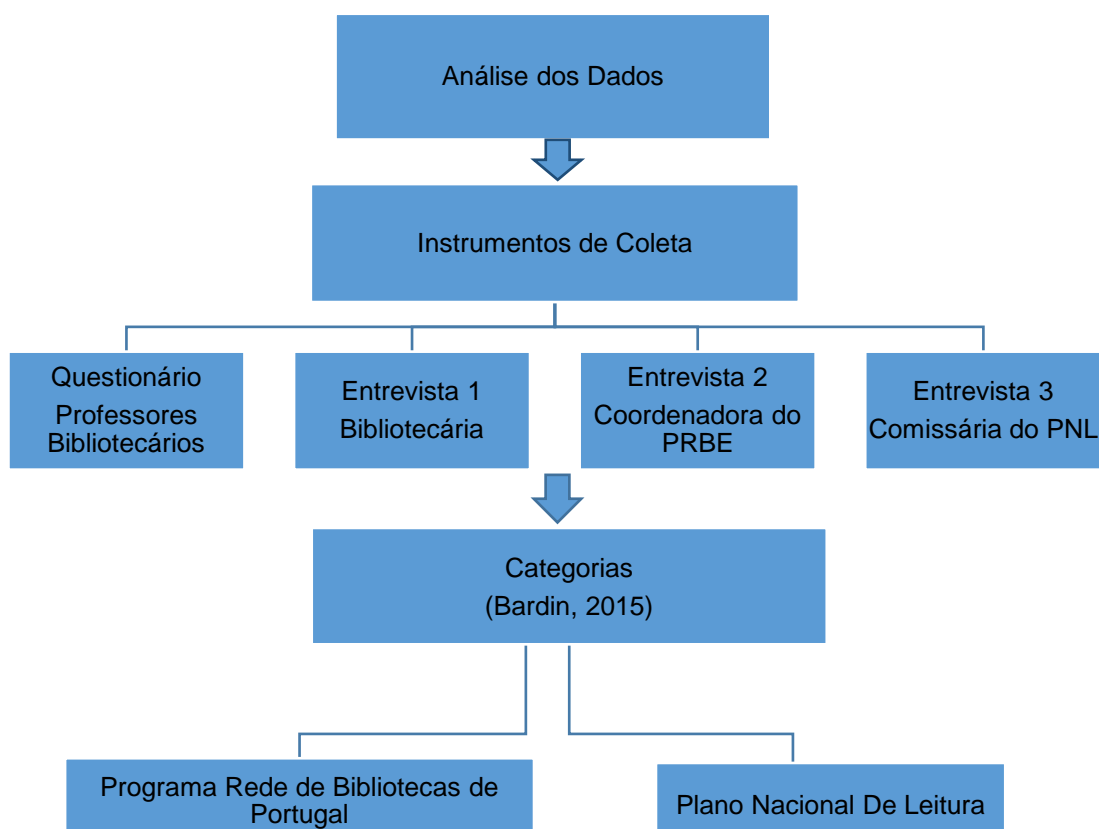 Análise dos Dados
Instrumentos de Coleta
Questionário
Professores
Bibliotecários
Entrevista 1
Bibliotecária
Entrevista 2
Coordenadora do
PRBE
Entrevista 3
Comissária do PNL
Categorias
(Bardin, 2015)
Programa Rede de Bibliotecas de
Portugal
Plano Nacional De Leitura